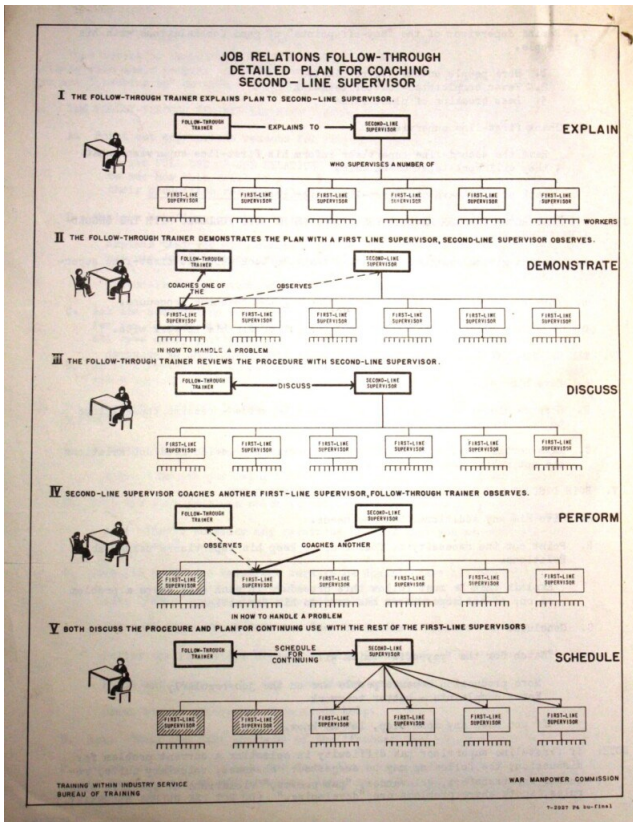 JOB RELATIONS FOLLOW-THROUGH
DETAILED PLAN FOR COACHING
SECOND-LINE SUPERVISOR
I THE FOLLOW-THROUGH TRAINER EXPLAINS PLAN TO SECOND-LINE SUPERVISOR.
FOLLOW-THROUGH TRAINER
EXPLAINS TO
SECOND-LINE SUPERVISOR
EXPLAIN
WHO SUPERVISES A NUMBER OF
FIRST-LINE SUPERVISOR
FIRST-LINE SUPERVISOR
FIRST-LINE SUPERVISOR
FIRST-LINE SUPERVISOR
FIRST-LINE SUPERVISOR
FIRST-LINE SUPERVISOR
WORKERS
II THE FOLLOW-THROUGH TRAINER DEMONSTRATES THE PLAN WITH A FIRST LINE SUPERVISOR, SECOND-LINE SUPERVISOR OBSERVES.
FOLLOW-THROUGH TRAINER
SECOND-LINE SUPERVISOR
DEMONSTRATE
COACHES ONE OF THE
OBSERVES
FIRST-LINE SUPERVISOR
FIRST-LINE SUPERVISOR
FIRST-LINE SUPERVISOR
FIRST-LINE SUPERVISOR
FIRST-LINE SUPERVISOR
FIRST-LINE SUPERVISOR
IN HOW TO HANDLE A PROBLEM
III THE FOLLOW-THROUGH TRAINER REVIEWS THE PROCEDURE WITH SECOND-LINE SUPERVISOR.
FOLLOW-THROUGH TRAINER
DISCUSS
SECOND-LINE SUPERVISOR
DISCUSS
FIRST-LINE SUPERVISOR
FIRST-LINE SUPERVISOR
FIRST-LINE SUPERVISOR
FIRST-LINE SUPERVISOR
FIRST-LINE SUPERVISOR
FIRST-LINE SUPERVISOR
IV SECOND-LINE SUPERVISOR COACHES ANOTHER FIRST-LINE SUPERVISOR, FOLLOW-THROUGH TRAINER OBSERVES.
FOLLOW-THROUGH TRAINER
SECOND-LINE SUPERVISOR
PERFORM
OBSERVES
COACHES ANOTHER
FIRST-LINE SUPERVISOR
FIRST-LINE SUPERVISOR
FIRST-LINE SUPERVISOR
FIRST-LINE SUPERVISOR
FIRST-LINE SUPERVISOR
FIRST-LINE SUPERVISOR
IN HOW TO HANDLE A PROBLEM
V BOTH DISCUSS THE PROCEDURE AND PLAN FOR CONTINUING USE WITH THE REST OF THE FIRST-LINE SUPERVISORS
FOLLOW-THROUGH TRAINER
SCHEDULE FOR CONTINUING
SECOND-LINE SUPERVISOR
SCHEDULE
FIRST-LINE SUPERVISOR
FIRST-LINE SUPERVISOR
FIRST-LINE SUPERVISOR
FIRST-LINE SUPERVISOR
FIRST-LINE SUPERVISOR
FIRST-LINE SUPERVISOR
TRAINING WITHIN INDUSTRY SERVICE
BUREAU OF TRAINING
WAR MANPOWER COMMISSION